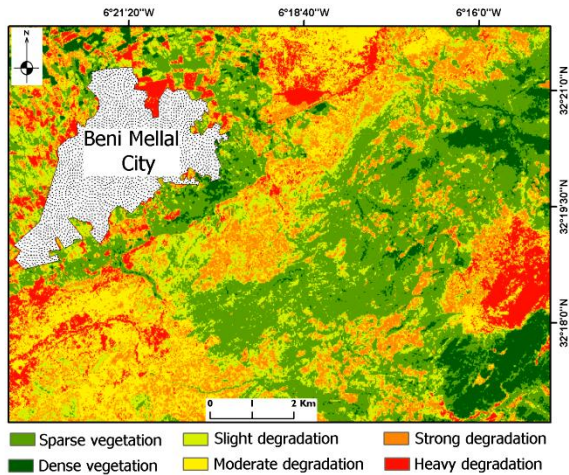 6°21'20"W 6°18'40"W 6°16'0"W
N
32°21'0"N
Beni Mellal
City
32°19'30"N
32°18'0"N
0 1 2 Km
Sparse vegetation Slight degradation Strong degradation
Dense vegetation Moderate degradation Heavy degradation